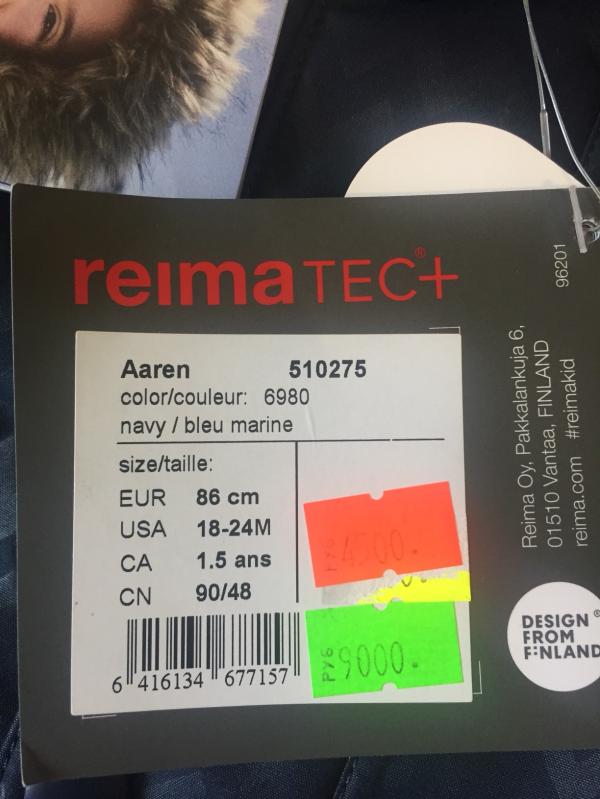 reima TEC+®
Aaren 510275
color/couleur: 6980
navy / bleu marine
size/taille:
EUR 86 cm
USA 18-24M
CA 1.5 ans
CN 90/48
6 416134 677157
РУБ 4500.
РУБ 9000.
Reima Oy, Pakkalankuja 6,
01510 Vantaa, FINLAND
reima.com #reimakid
96201
DESIGN ®
FROM
FINLAND